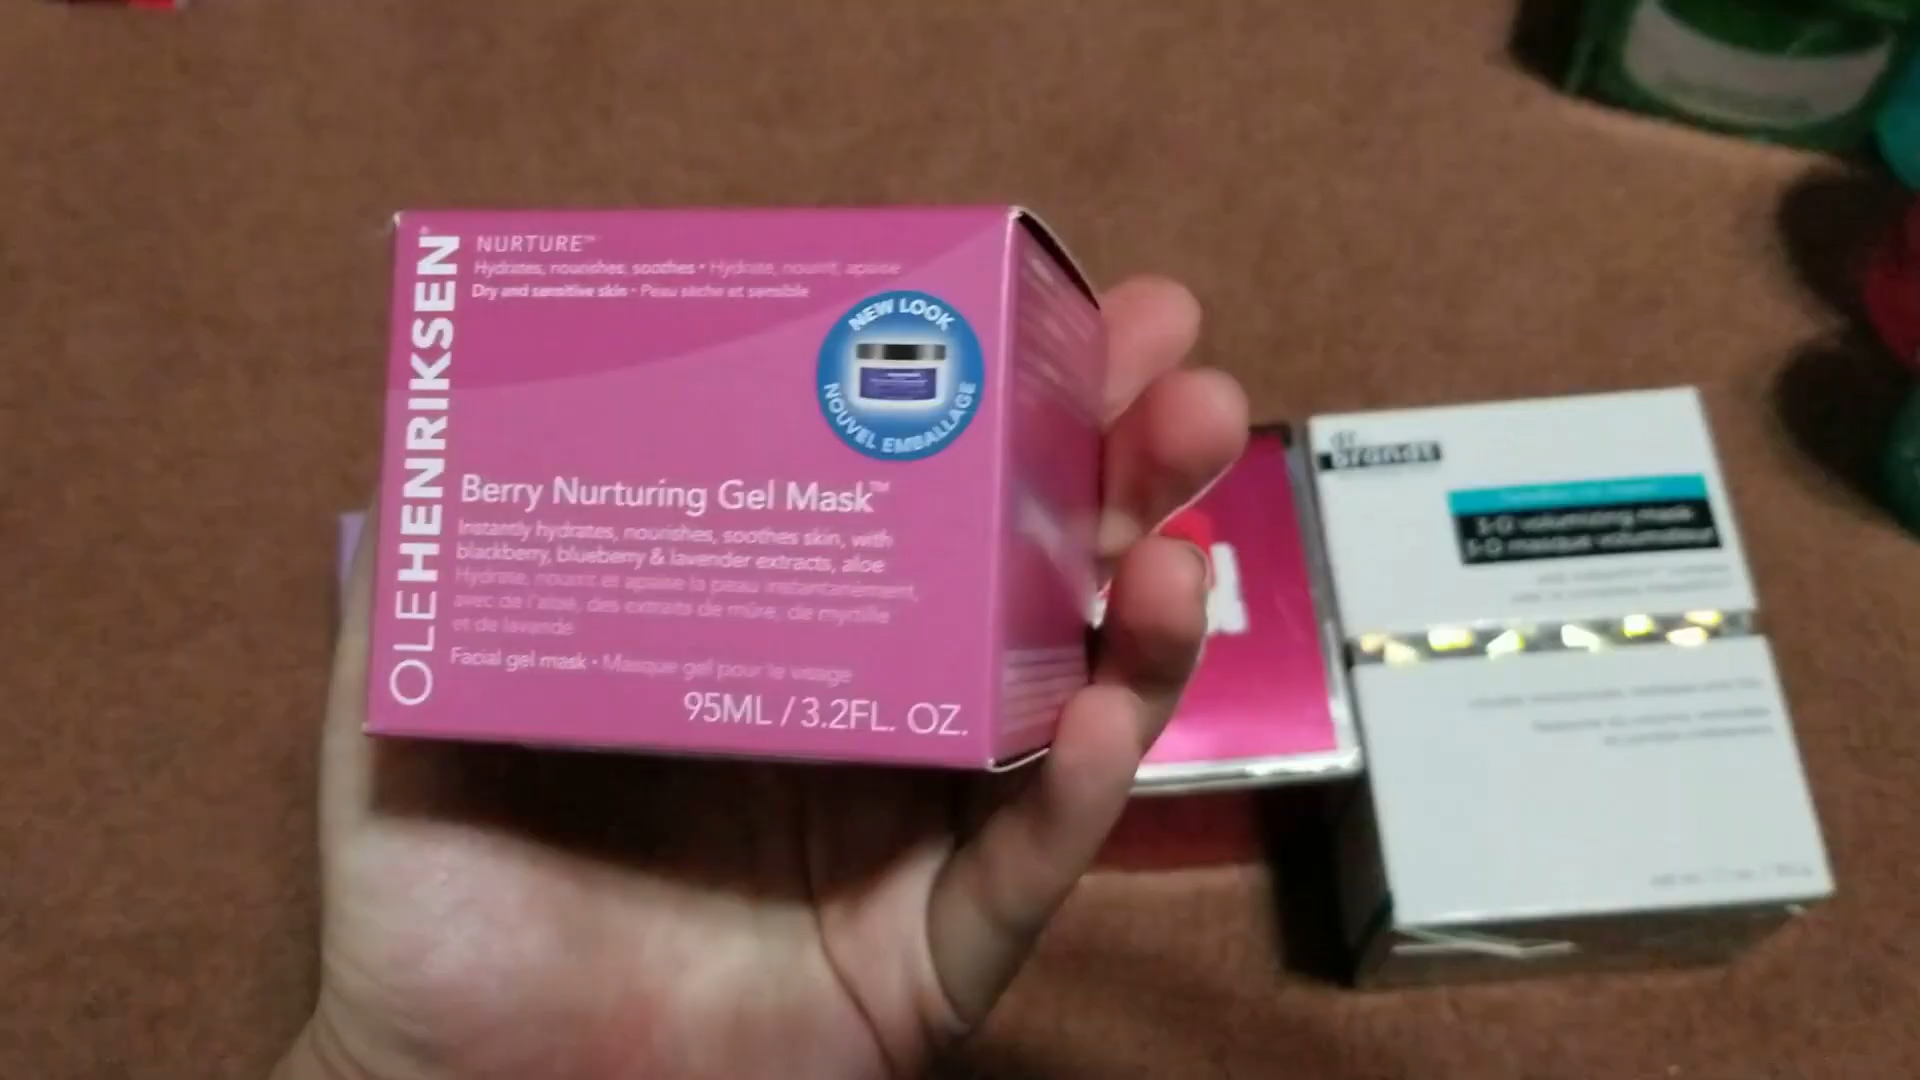 OLEHENRIKSEN
NURTURE™
Hydrates, nourishes, soothes • Hydrate, nourrit, apaise
Dry and sensitive skin • Peau sèche et sensible
NEW LOOK
NOUVEL EMBALLAGE
Berry Nurturing Gel Mask™
Instantly hydrates, nourishes, soothes skin, with
blackberry, blueberry & lavender extracts, aloe
Hydrate, nourrit et apaise la peau instantanément,
avec de l'aloe, des extraits de mûre, de myrtille
et de lavande
Facial gel mask • Masque gel pour le visage
95ML / 3.2FL. OZ.
dr. brandt
3-D volumizing mask
3-D masque volumateur